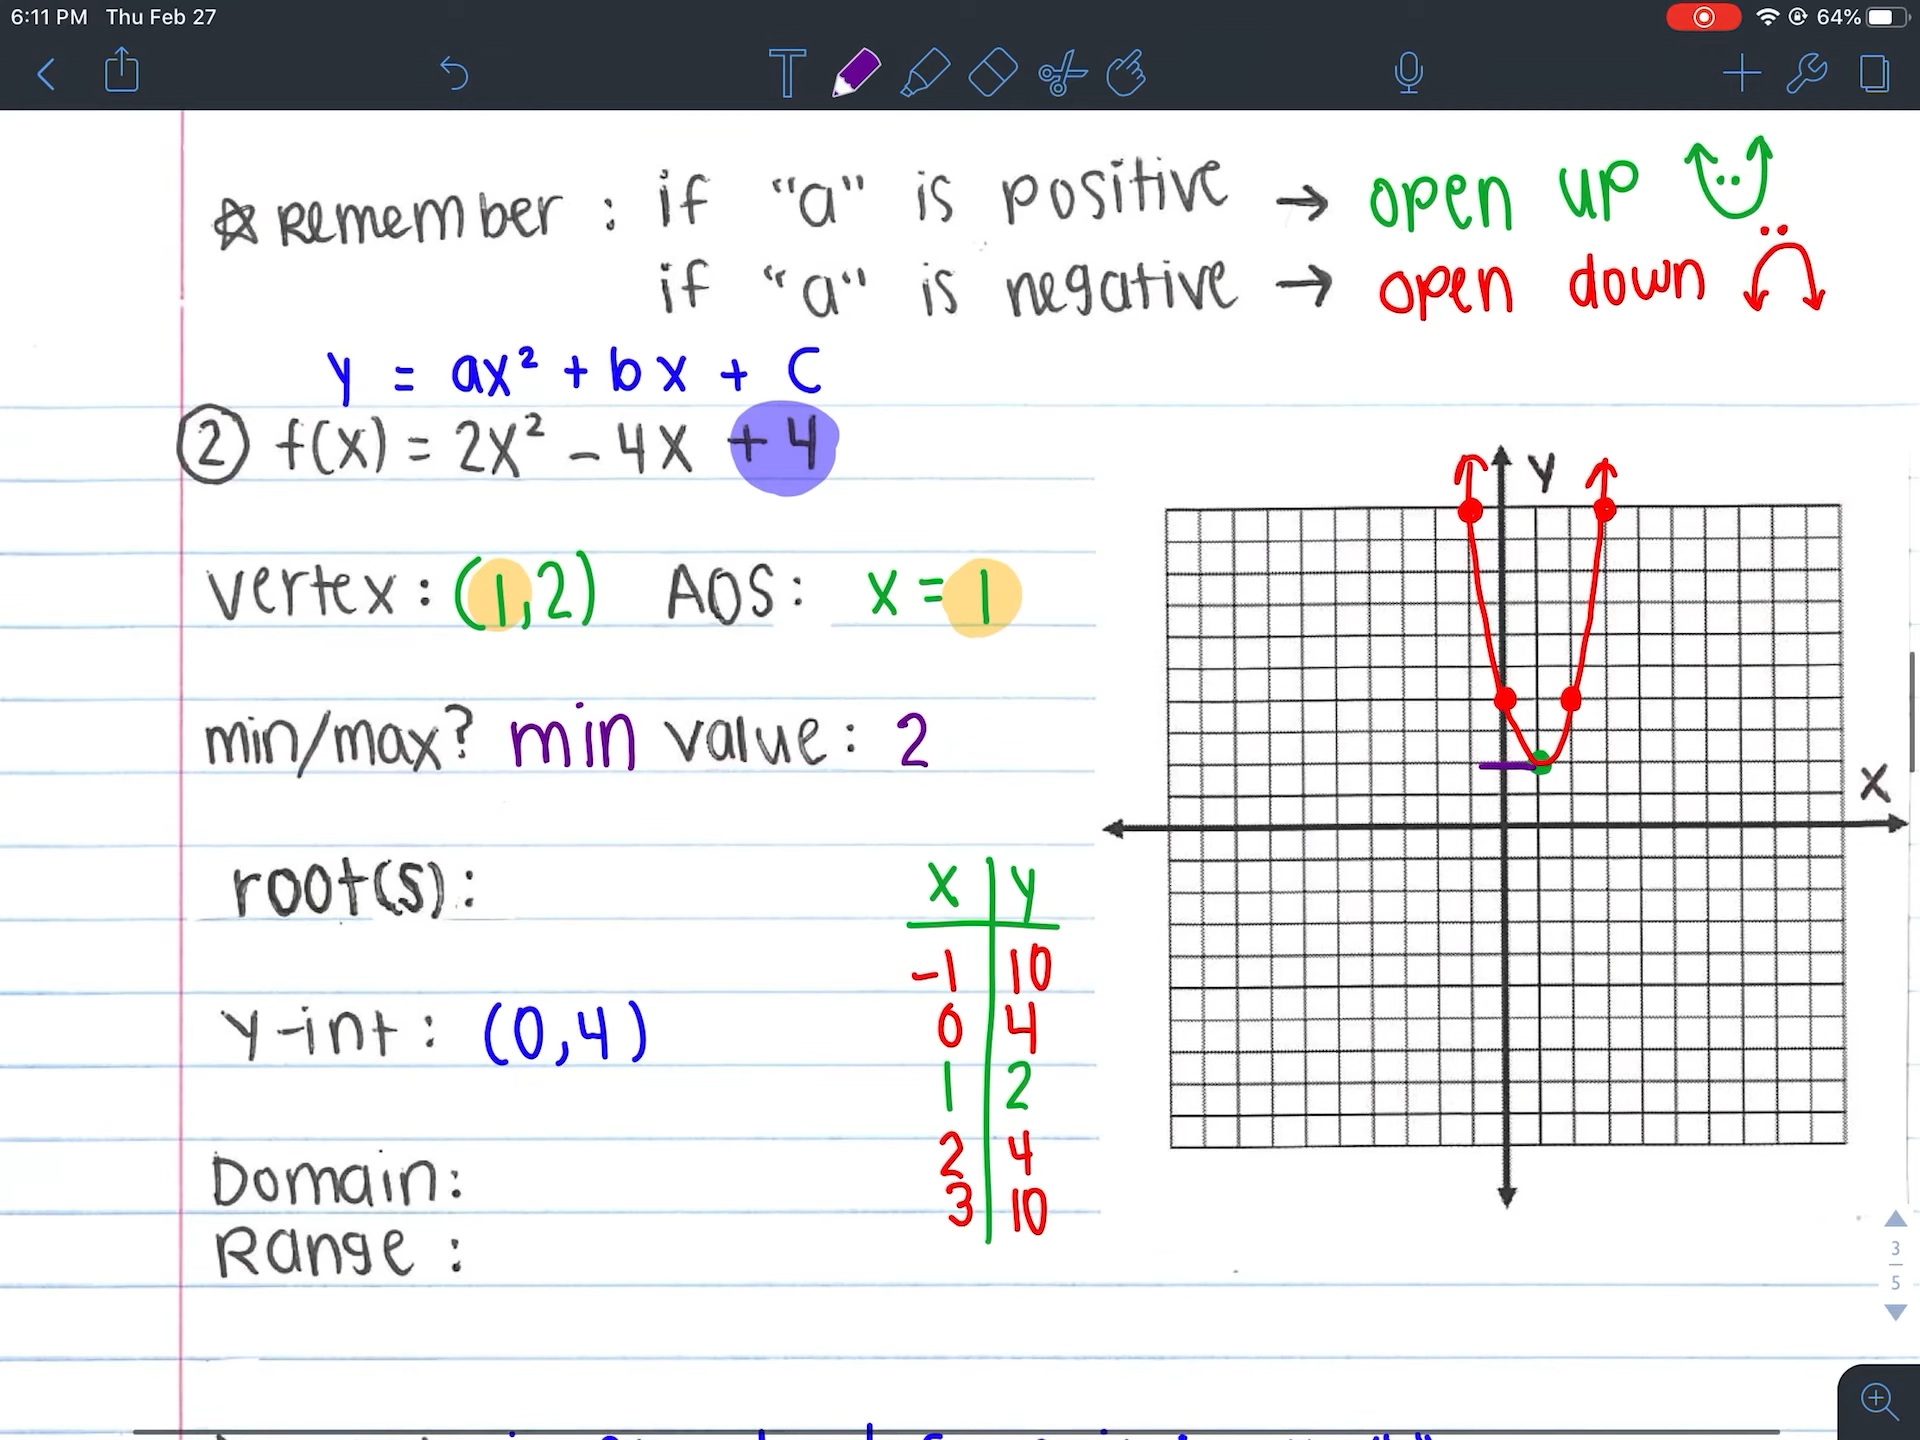 6:11 PM Thu Feb 27 64%
☆ Remember : if "a" is positive → open up
if "a" is negative → open down
y = ax² + bx + c
② f(x) = 2x² - 4x + 4
y
vertex : (1,2) AOS : x = 1
min/max? min value : 2
x
root(s) :
x y
-1 10
0 4
y-int : (0,4)
1 2
2 4
Domain:
3 10
Range :
3
5